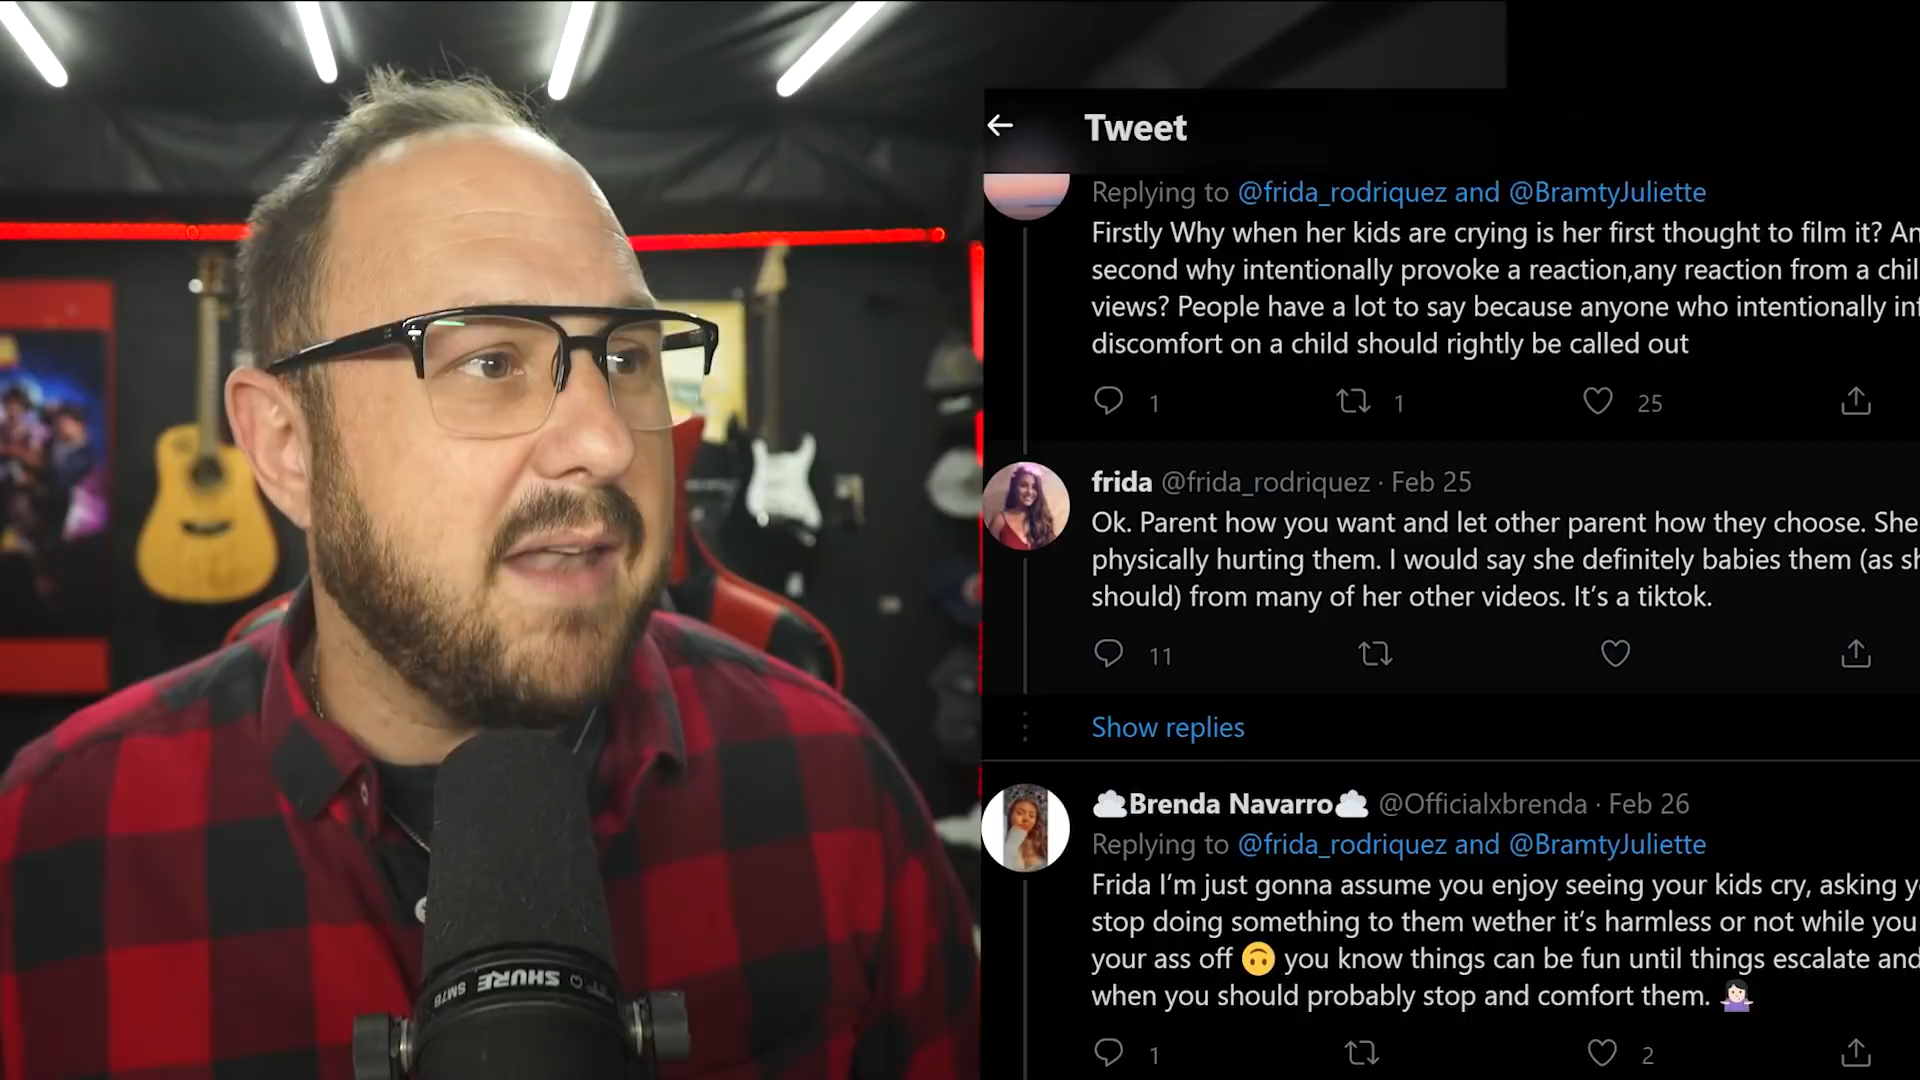 Tweet
Replying to @frida_rodriquez and @BramtyJuliette
Firstly Why when her kids are crying is her first thought to film it? An
second why intentionally provoke a reaction,any reaction from a chil
views? People have a lot to say because anyone who intentionally inf
discomfort on a child should rightly be called out
1 1 25
frida @frida_rodriquez · Feb 25
Ok. Parent how you want and let other parent how they choose. She
physically hurting them. I would say she definitely babies them (as sh
should) from many of her other videos. It's a tiktok.
11
Show replies
☁️Brenda Navarro☁️ @Officialxbrenda · Feb 26
Replying to @frida_rodriquez and @BramtyJuliette
Frida I'm just gonna assume you enjoy seeing your kids cry, asking y
stop doing something to them wether it's harmless or not while you
your ass off 🙃 you know things can be fun until things escalate and
when you should probably stop and comfort them. 🤷🏻‍♀️
1 2
SHURE
SM7B